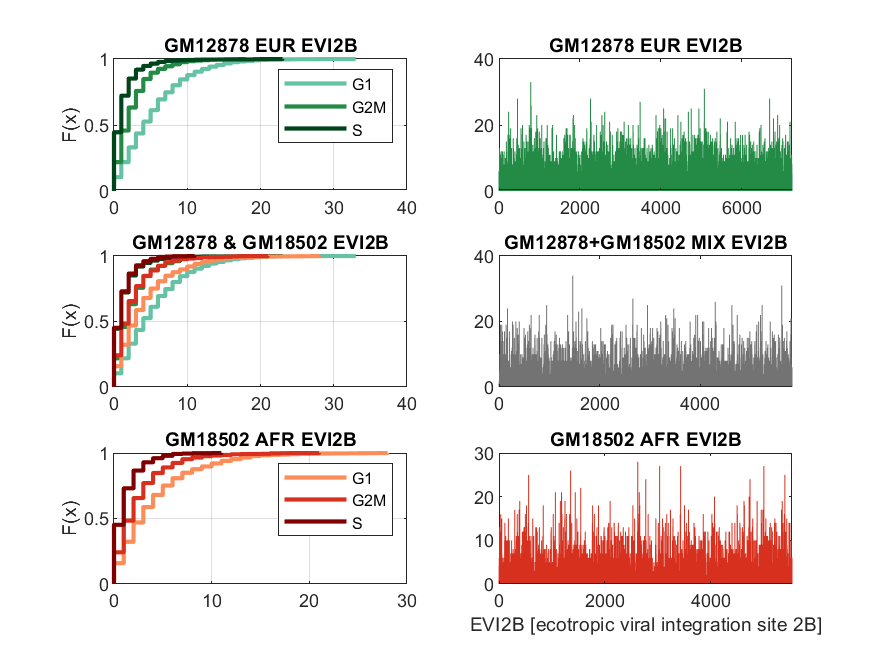 GM12878 EUR EVI2B
1
0.5
0
F(x)
0
10
20
30
40
G1
G2M
S
GM12878 EUR EVI2B
40
20
0
0
2000
4000
6000
GM12878 & GM18502 EVI2B
1
0.5
0
F(x)
0
10
20
30
40
GM12878+GM18502 MIX EVI2B
40
20
0
0
2000
4000
GM18502 AFR EVI2B
1
0.5
0
F(x)
0
10
20
30
G1
G2M
S
GM18502 AFR EVI2B
30
20
10
0
0
2000
4000
EVI2B [ecotropic viral integration site 2B]